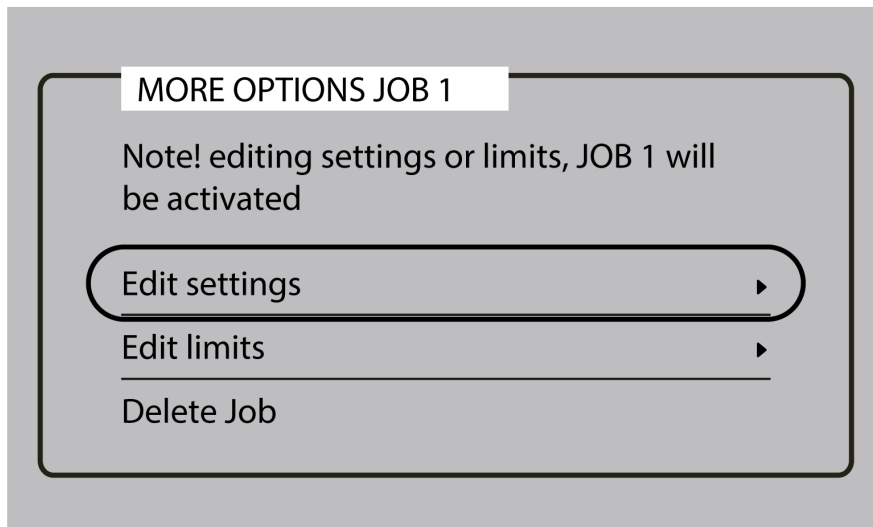 MORE OPTIONS JOB 1
Note! editing settings or limits, JOB 1 will
be activated
Edit settings
Edit limits
Delete Job